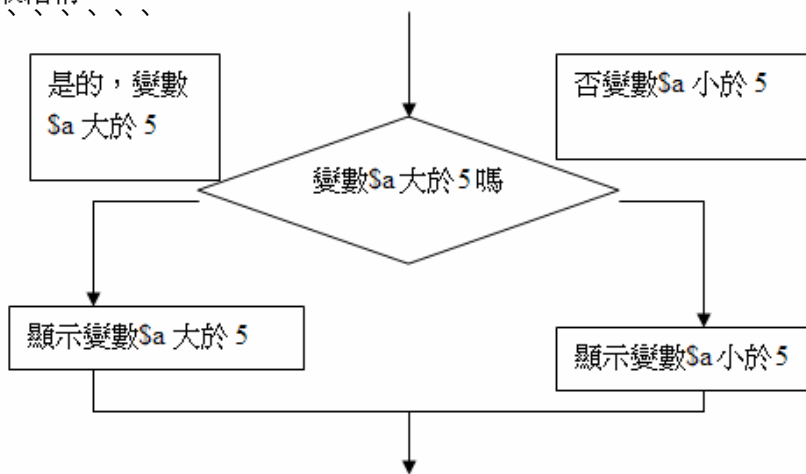 是的，變數
$a 大於 5
否變數$a 小於 5
變數$a 大於 5 嗎
顯示變數$a 大於 5
顯示變數$a 小於 5